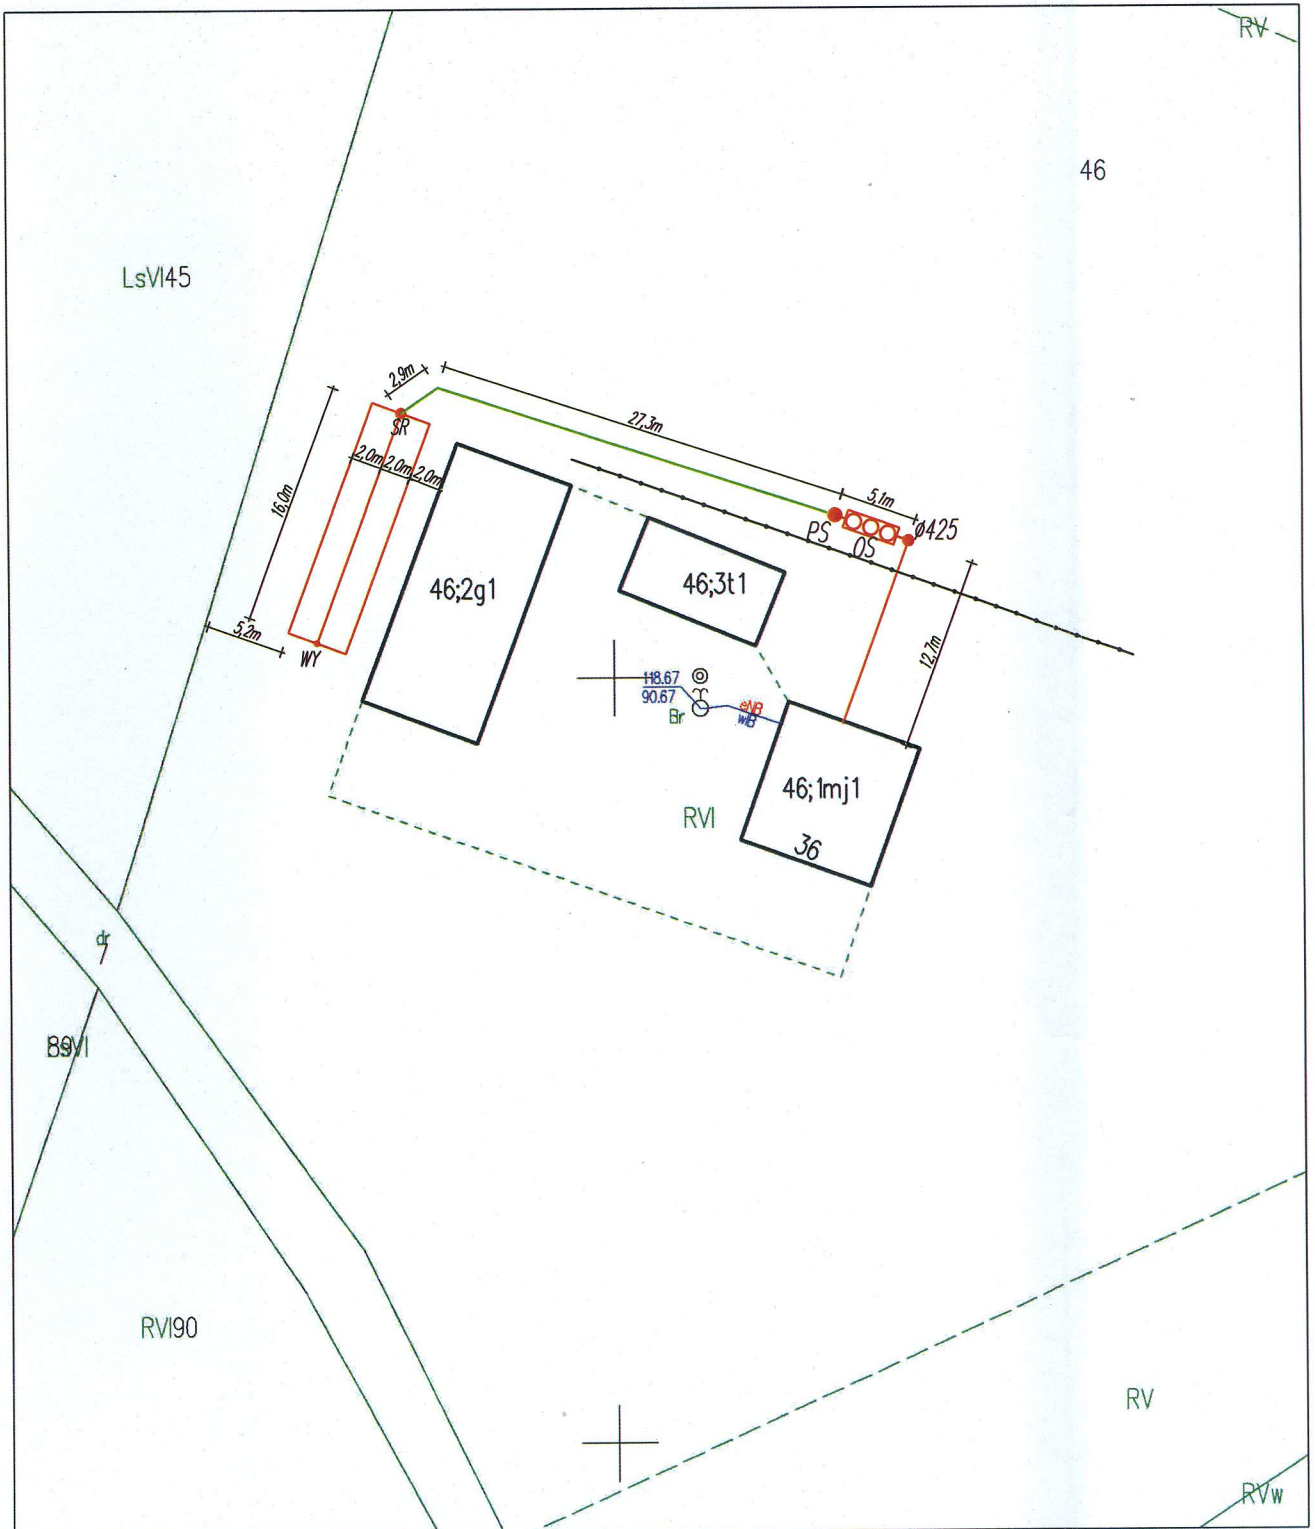 RV
46
LsVI45
2,9m
27,3m
SR
5,1m
2,0m 2,0m 2,0m
PS
OS
ø425
16,0m
46;2g1
46;3t1
5,2m
WY
12,7m
118.67
90.67
Br
eNB
wB
46;1mj1
RVI
36
dr
RVI90
RV
RVw